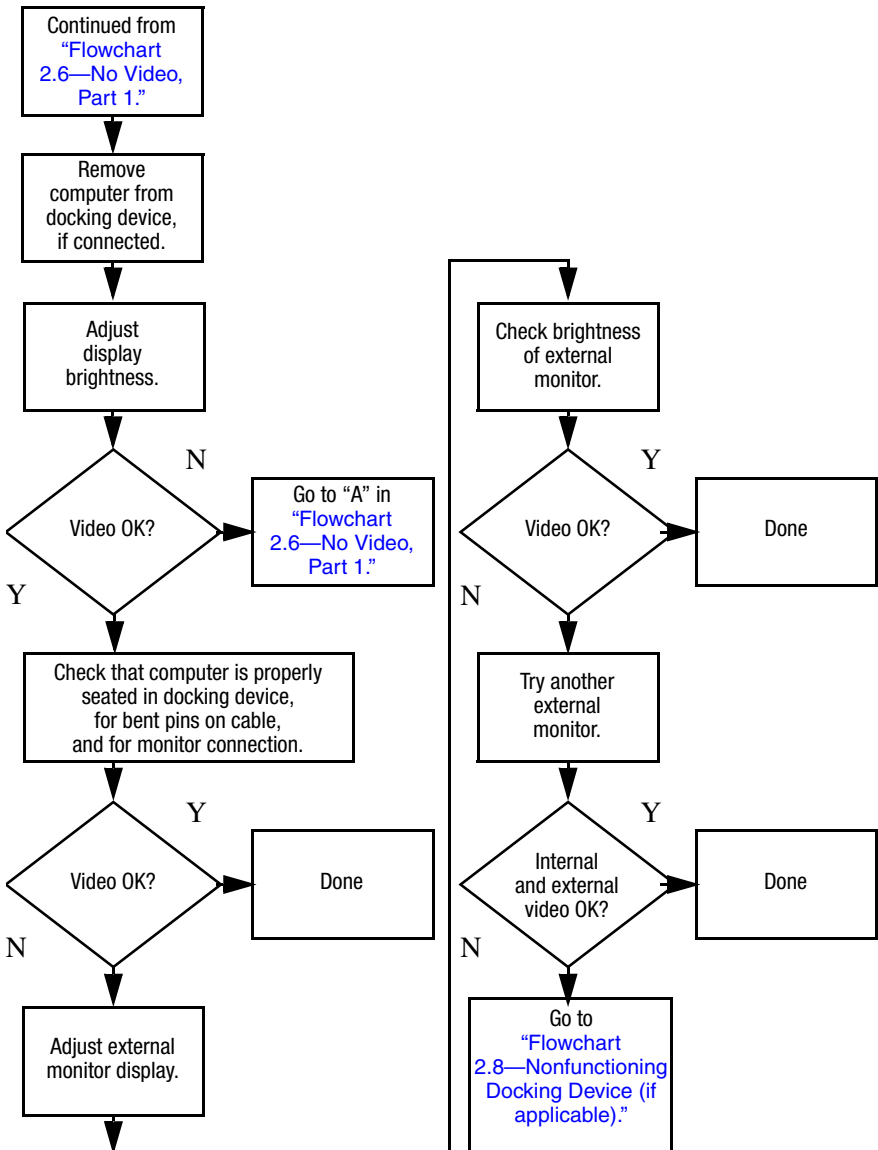 Continued from
“Flowchart
2.6—No Video,
Part 1.”
Remove
computer from
docking device,
if connected.
Adjust
display
brightness.
N
Video OK?
Go to “A” in
“Flowchart
2.6—No Video,
Part 1.”
Y
Check that computer is properly
seated in docking device,
for bent pins on cable,
and for monitor connection.
Y
Video OK?
Done
N
Adjust external
monitor display.
Check brightness
of external
monitor.
Y
Video OK?
Done
N
Try another
external
monitor.
Y
Internal
and external
video OK?
Done
N
Go to
“Flowchart
2.8—Nonfunctioning
Docking Device (if
applicable).”